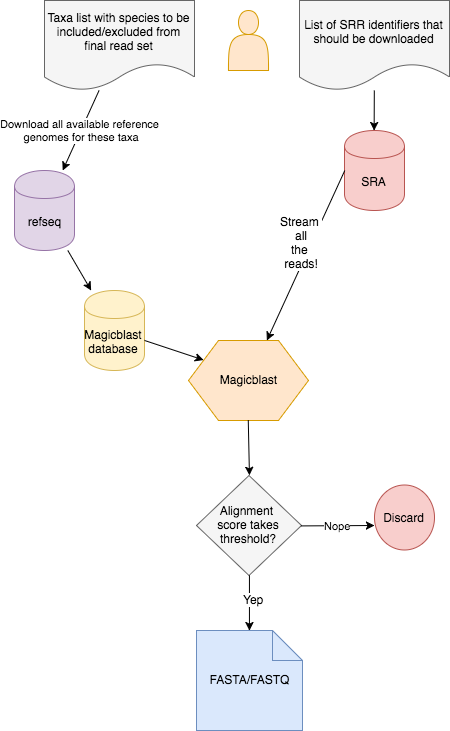 Taxa list with species to be
included/excluded from
final read set
List of SRR identifiers that
should be downloaded
Download all available reference
genomes for these taxa
SRA
refseq
Stream
all
the
reads!
Magicblast
database
Magicblast
Alignment
score takes
threshold?
Nope
Discard
Yep
FASTA/FASTQ